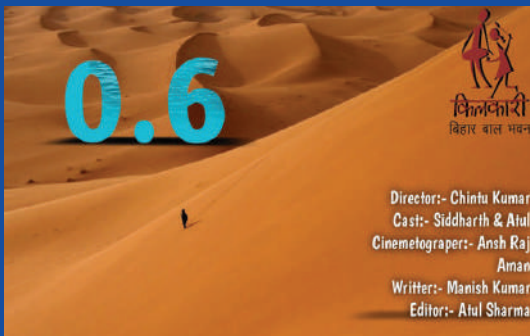 0.6
किलकारी
बिहार बाल भवन
Director:- Chintu Kumar
Cast:- Siddharth & Atul
Cinemetograper:- Ansh Raj
Aman
Writter:- Manish Kumar
Editor:- Atul Sharma